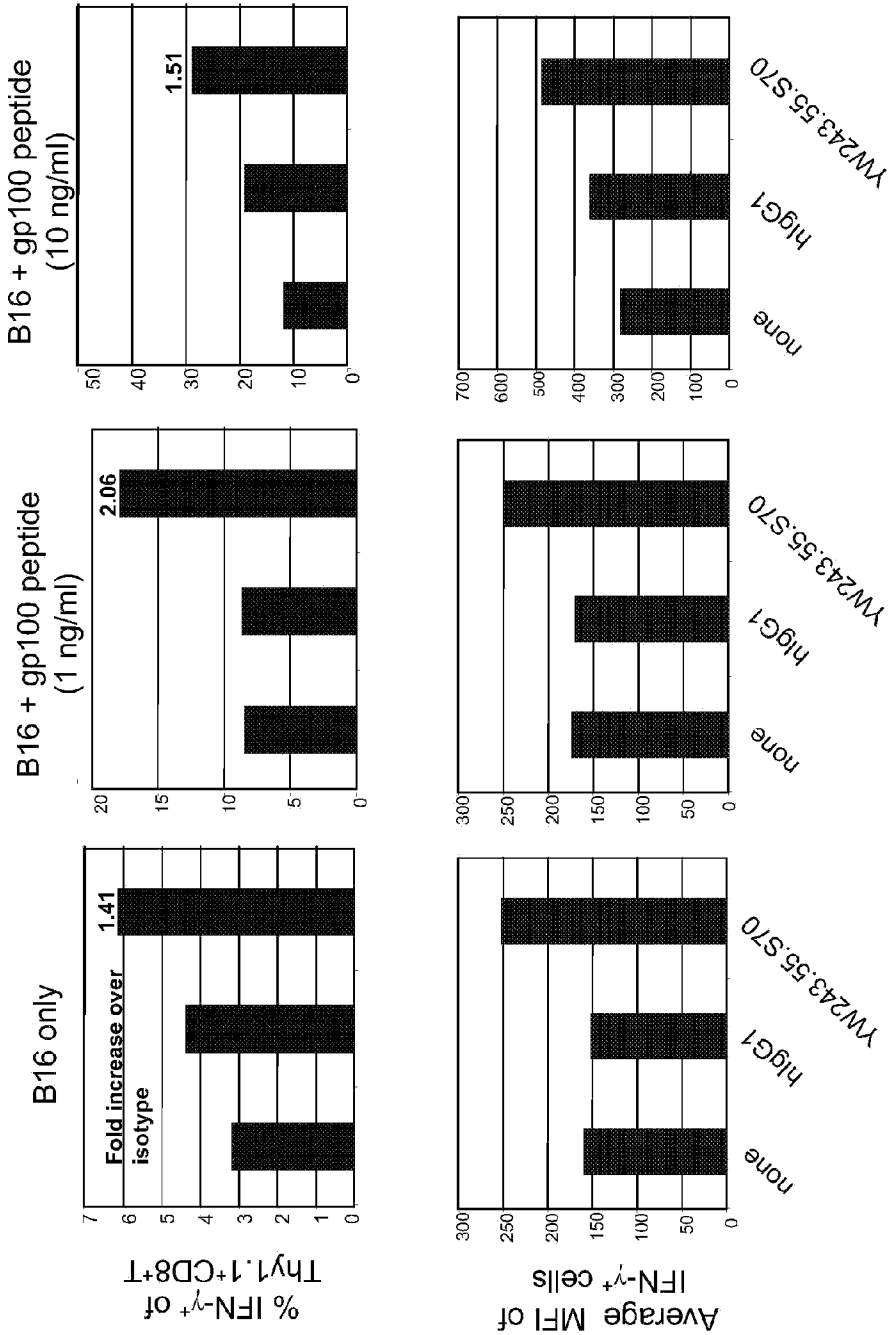 B16 only
B16 + gp100 peptide
(1 ng/ml)
B16 + gp100 peptide
(10 ng/ml)
% IFN-γ⁺ of
Thy1.1⁺CD8⁺T
7
6
5
4
3
2
1
0
Fold increase over
isotype
1.41
20
15
10
5
0
2.06
50
40
30
20
10
0
1.51
Average MFI of
IFN-γ⁺ cells
300
250
200
150
100
50
0
none
hIgG1
YW243.55.S70
300
250
200
150
100
50
0
none
hIgG1
YW243.55.S70
700
600
500
400
300
200
100
0
none
hIgG1
YW243.55.S70